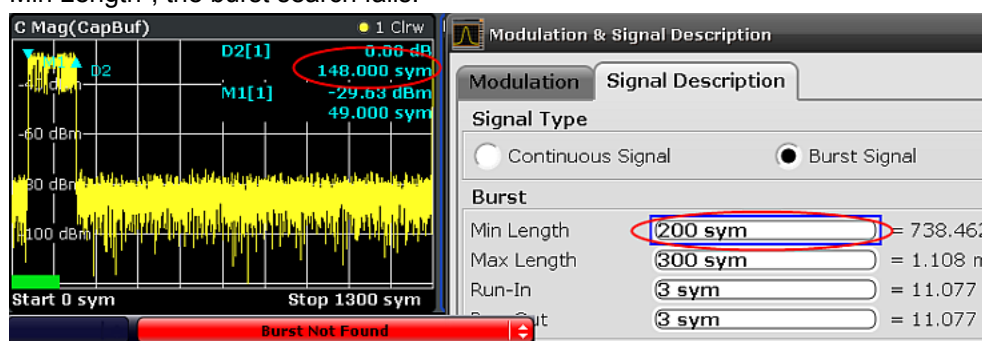 Min Length , the burst search fails.
C Mag(CapBuf) 1 Clrw
D2[1] 0.00 dB
148.000 sym
M1[1] -29.63 dBm
49.000 sym
M1 D2
-60 dBm
-100 dBm
Start 0 sym Stop 1300 sym
Burst Not Found
Modulation & Signal Description
Modulation Signal Description
Signal Type
Continuous Signal Burst Signal
Burst
Min Length 200 sym = 738.462
Max Length 300 sym = 1.108 m
Run-In 3 sym = 11.077
3 sym = 11.077